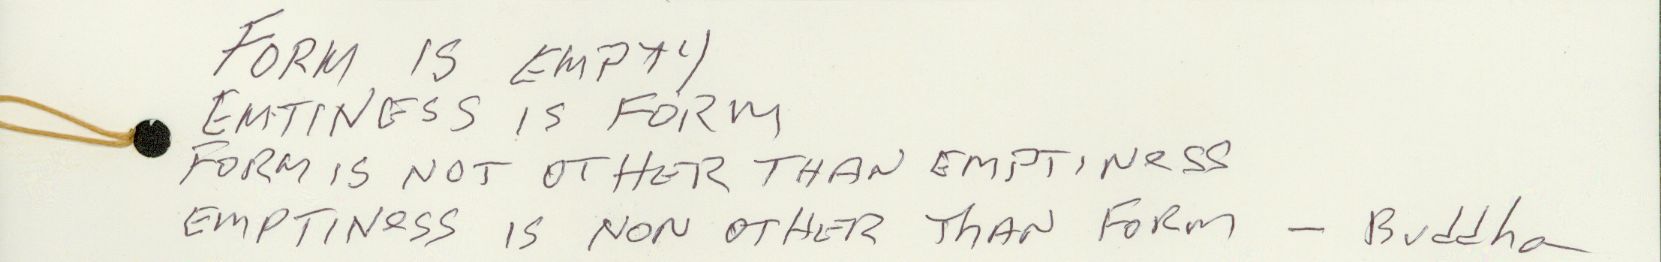 FORM IS EMPTY
EMTINESS IS FORM
FORM IS NOT OTHER THAN EMPTINESS
EMPTINESS IS NON OTHER THAN FORM — Buddha